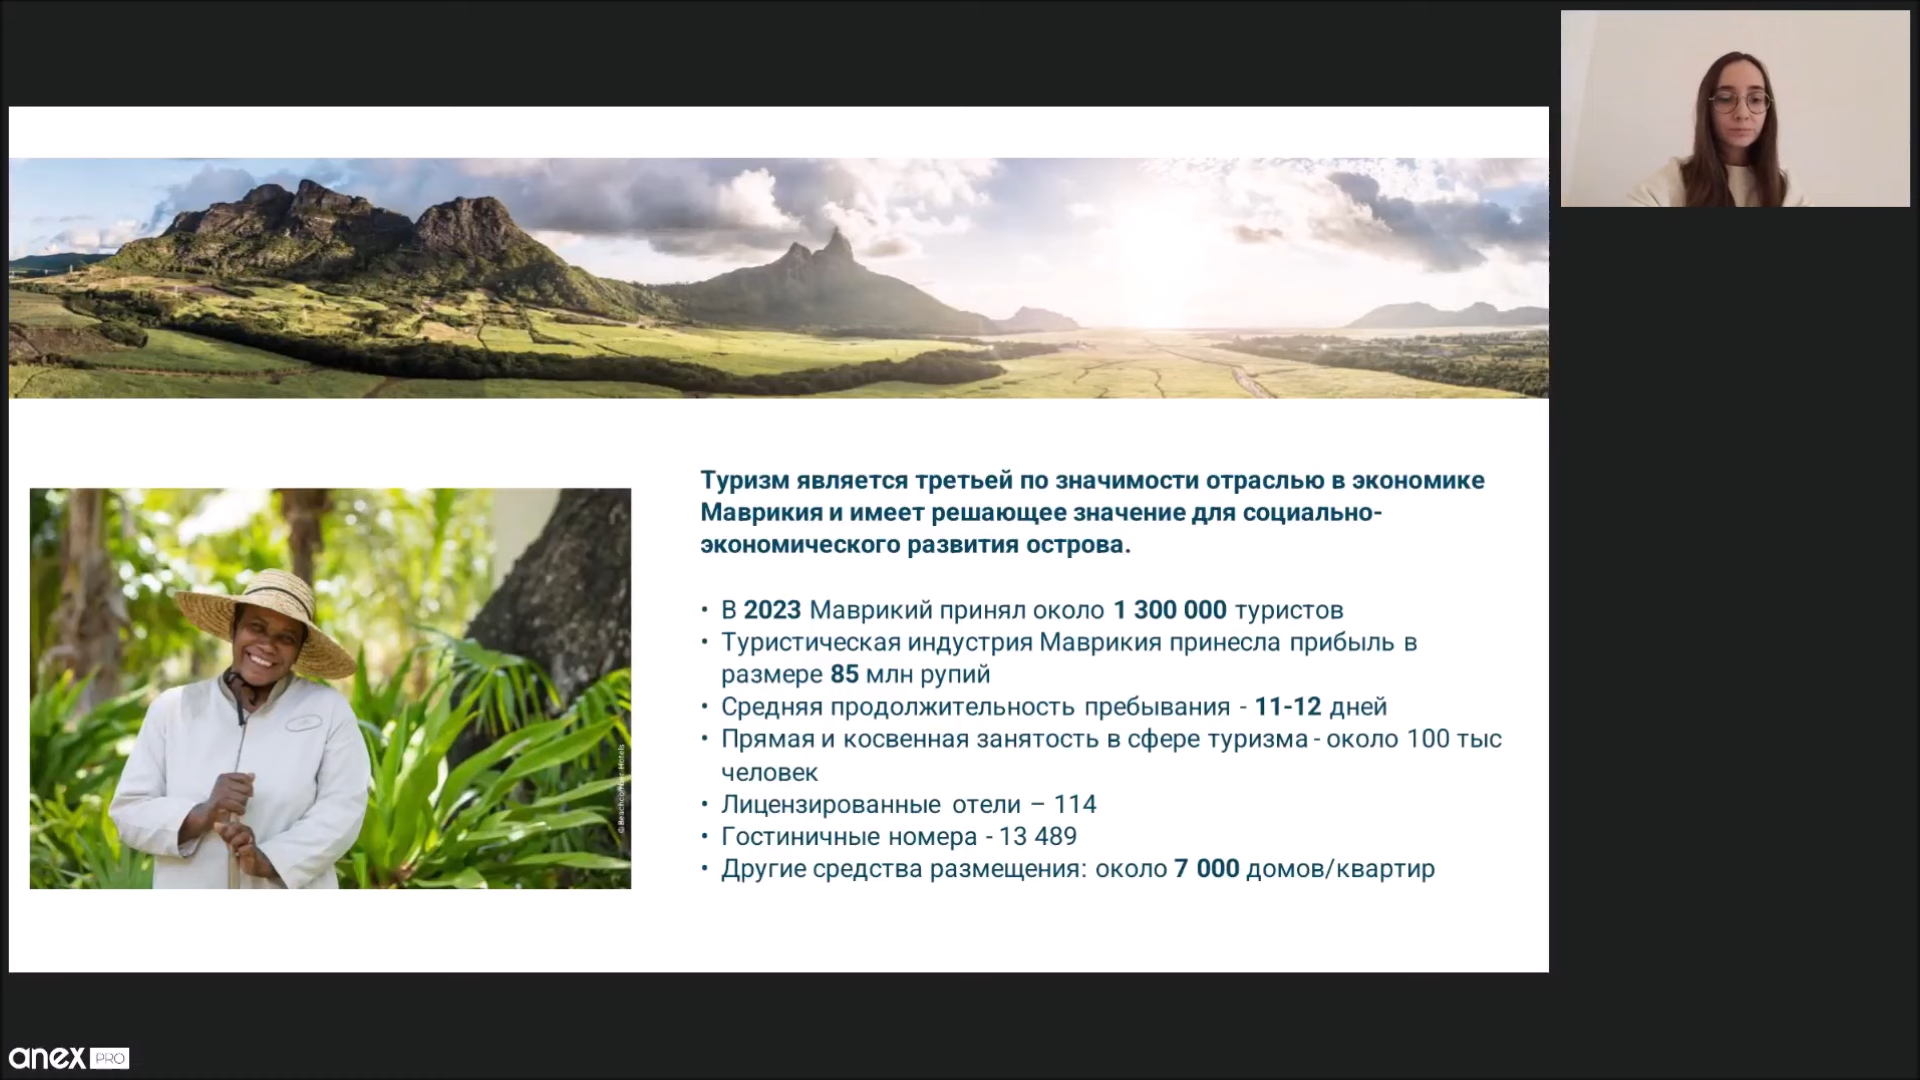 Туризм является третьей по значимости отраслью в экономике
Маврикия и имеет решающее значение для социально-
экономического развития острова.
• В 2023 Маврикий принял около 1 300 000 туристов
• Туристическая индустрия Маврикия принесла прибыль в
размере 85 млн рупий
• Средняя продолжительность пребывания - 11-12 дней
• Прямая и косвенная занятость в сфере туризма - около 100 тыс
человек
• Лицензированные отели – 114
• Гостиничные номера - 13 489
• Другие средства размещения: около 7 000 домов/квартир
© Beachcomber Hotels
anex PRO